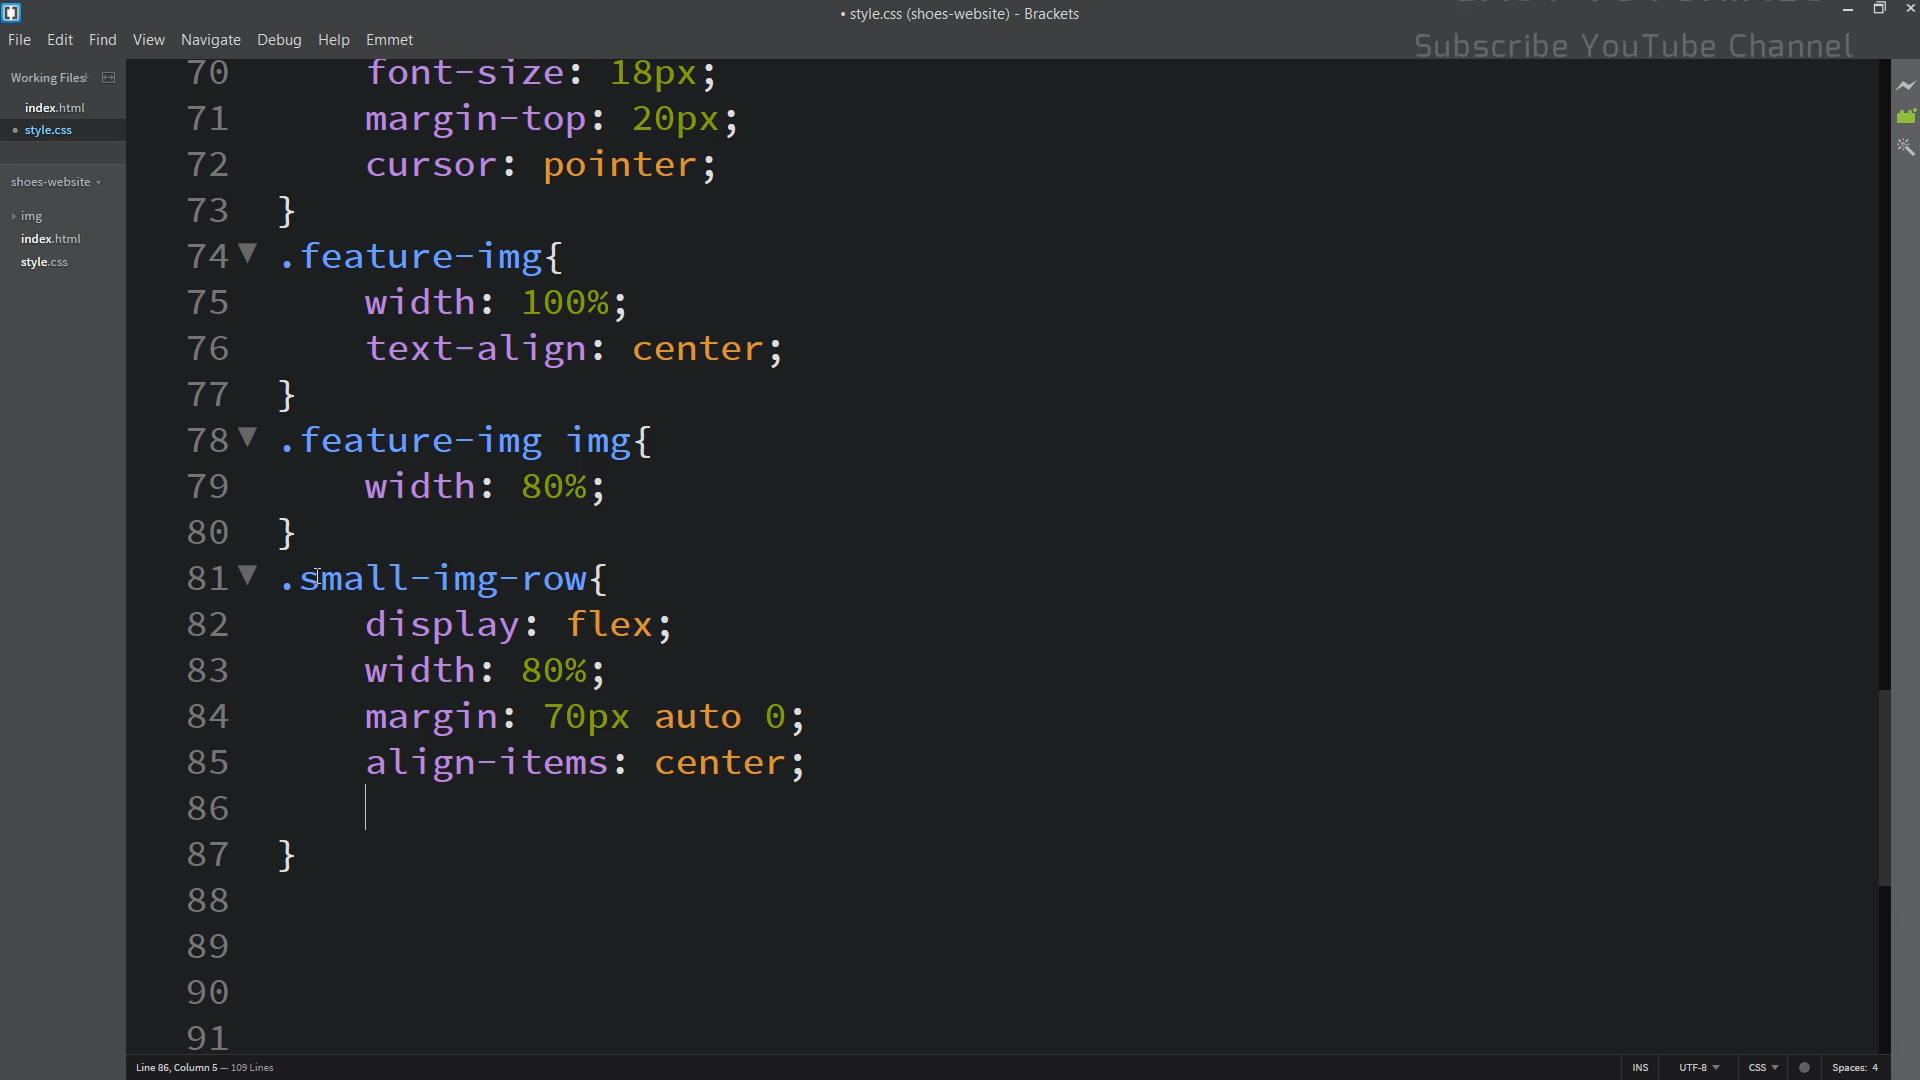 • style.css (shoes-website) - Brackets
File Edit Find View Navigate Debug Help Emmet
Subscribe YouTube Channel
Working Files
index.html
• style.css
shoes-website
img
index.html
style.css
70 font-size: 18px;
71 margin-top: 20px;
72 cursor: pointer;
73 }
74 .feature-img{
75 width: 100%;
76 text-align: center;
77 }
78 .feature-img img{
79 width: 80%;
80 }
81 .small-img-row{
82 display: flex;
83 width: 80%;
84 margin: 70px auto 0;
85 align-items: center;
86
87 }
88
89
90
91
Line 86, Column 5 — 109 Lines
INS UTF-8 CSS Spaces: 4